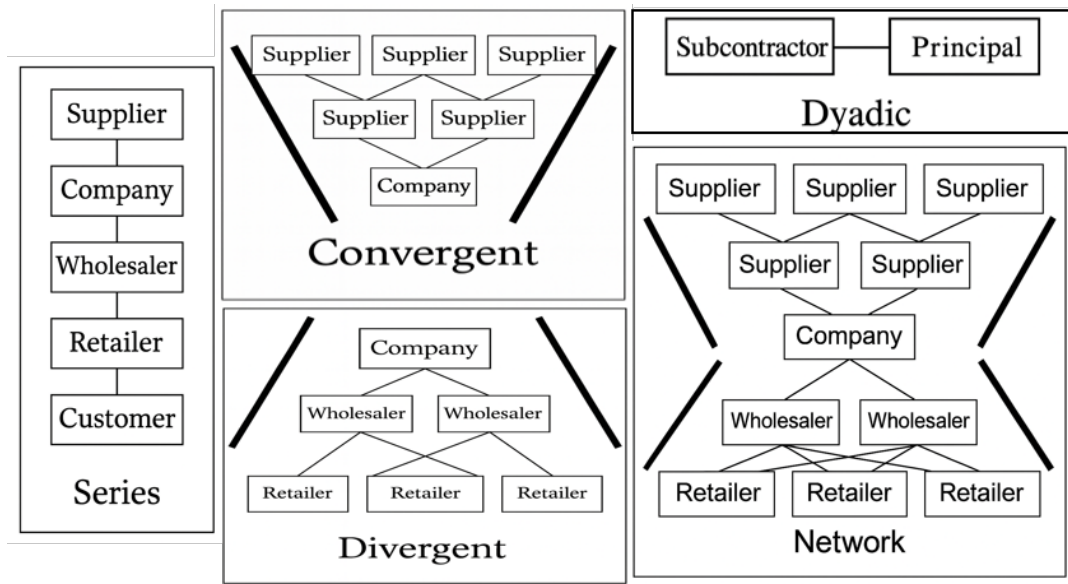 Supplier
Company
Wholesaler
Retailer
Customer
Series
Supplier Supplier Supplier
Supplier Supplier
Company
Convergent
Company
Wholesaler Wholesaler
Retailer Retailer Retailer
Divergent
Subcontractor Principal
Dyadic
Supplier Supplier Supplier
Supplier Supplier
Company
Wholesaler Wholesaler
Retailer Retailer Retailer
Network